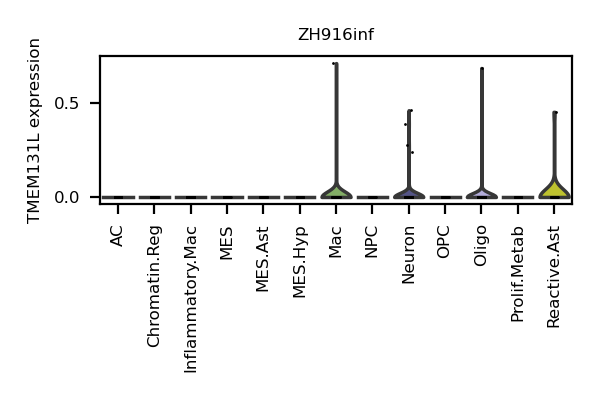 ZH916inf
TMEM131L expression
0.5
0.0
AC
Chromatin.Reg
Inflammatory.Mac
MES
MES.Ast
MES.Hyp
Mac
NPC
Neuron
OPC
Oligo
Prolif.Metab
Reactive.Ast